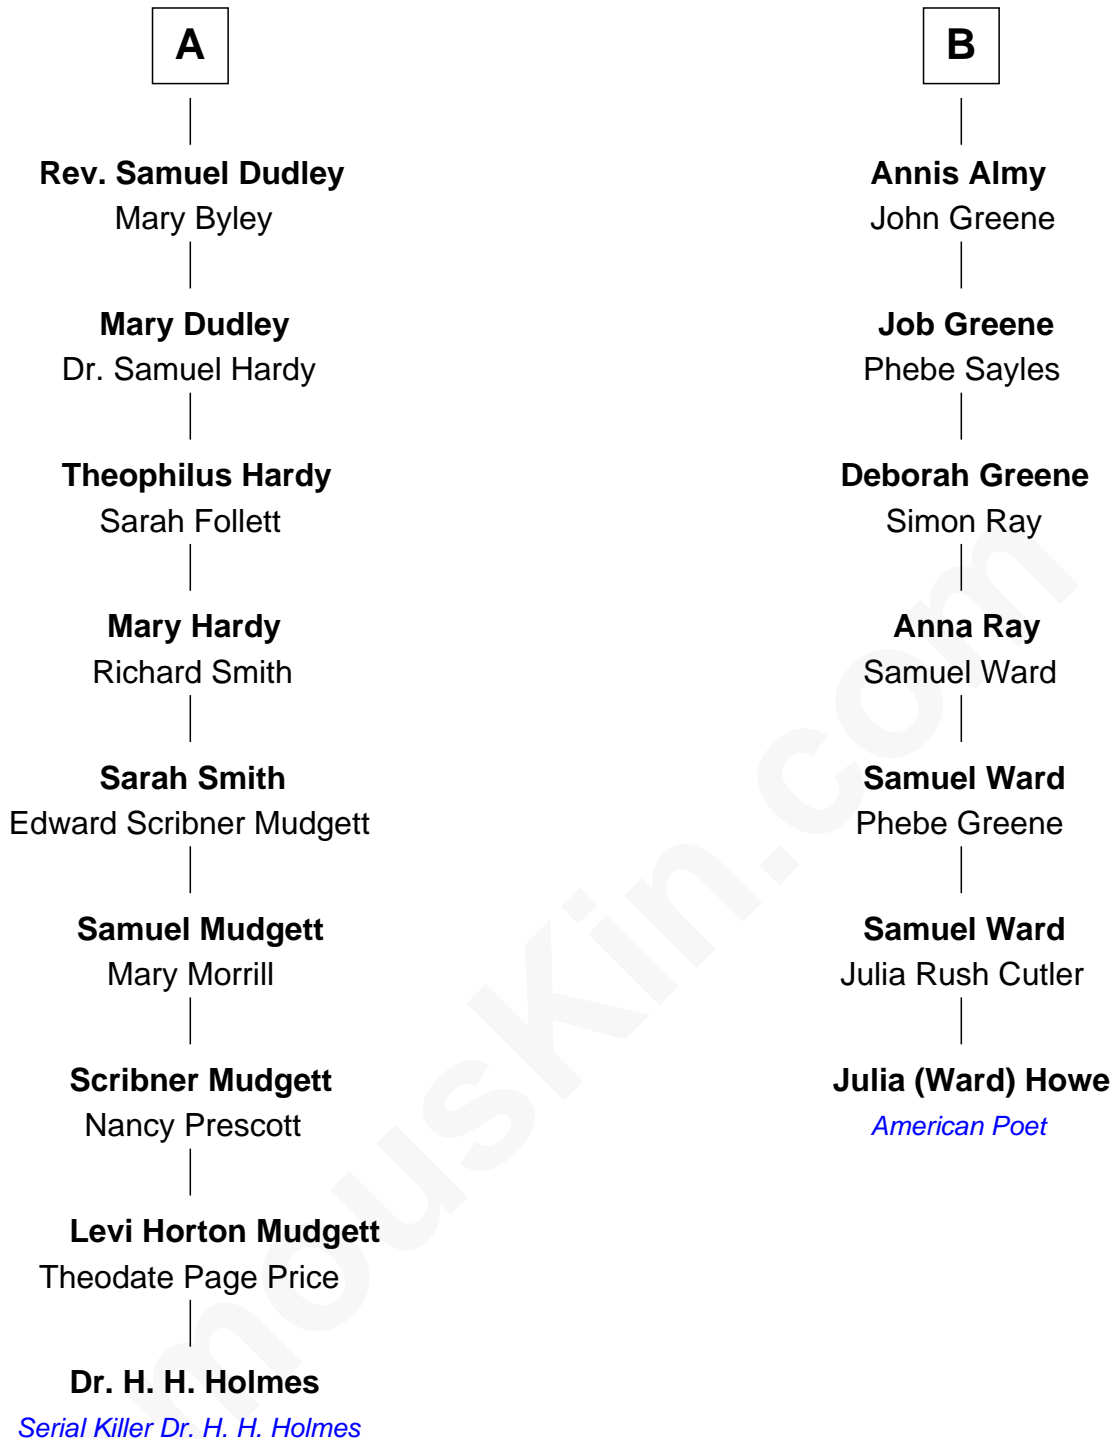 A
Rev. Samuel Dudley
Mary Byley
Mary Dudley
Dr. Samuel Hardy
Theophilus Hardy
Sarah Follett
Mary Hardy
Richard Smith
Sarah Smith
Edward Scribner Mudgett
Samuel Mudgett
Mary Morrill
Scribner Mudgett
Nancy Prescott
Levi Horton Mudgett
Theodate Page Price
Dr. H. H. Holmes
Serial Killer Dr. H. H. Holmes
B
Annis Almy
John Greene
Job Greene
Phebe Sayles
Deborah Greene
Simon Ray
Anna Ray
Samuel Ward
Samuel Ward
Phebe Greene
Samuel Ward
Julia Rush Cutler
Julia (Ward) Howe
American Poet
mouskin.com